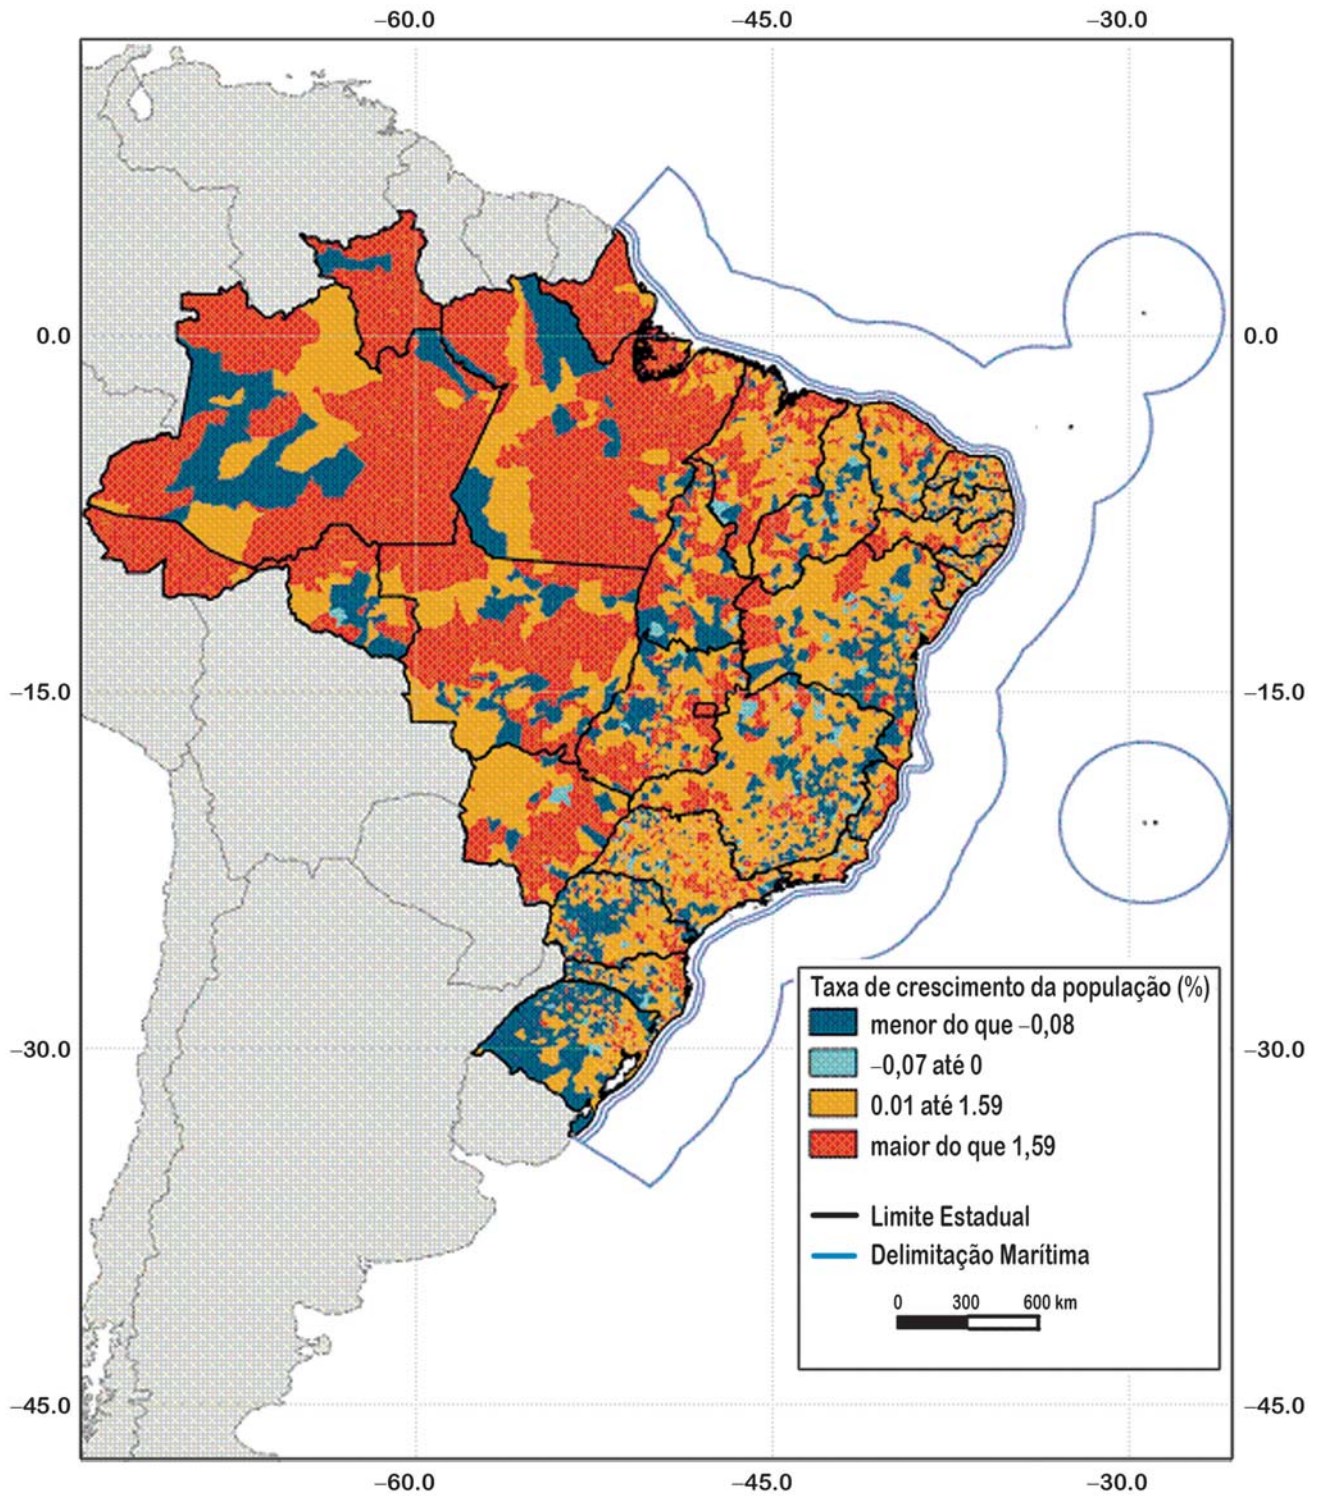 −60.0 −45.0 −30.0
0.0 0.0
−15.0 −15.0
Taxa de crescimento da população (%)
menor do que −0,08
−0,07 até 0
−30.0 −30.0
0.01 até 1.59
maior do que 1,59
Limite Estadual
Delimitação Marítima
0 300 600 km
−45.0 −45.0
−60.0 −45.0 −30.0